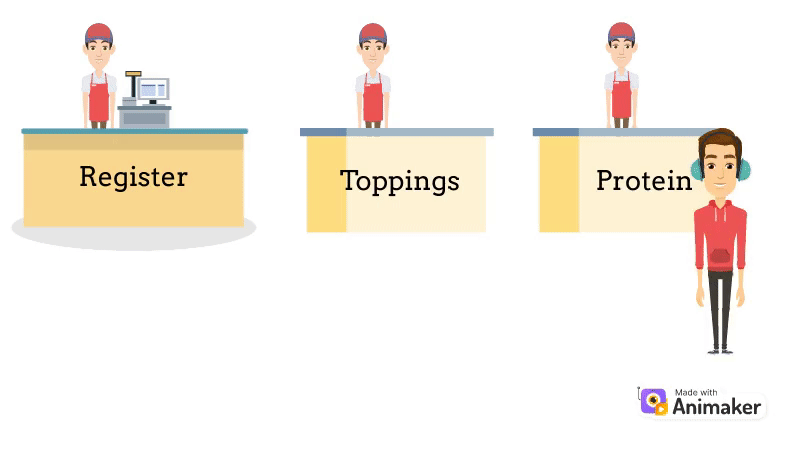 Register
Toppings
Protein
Made with
Animaker